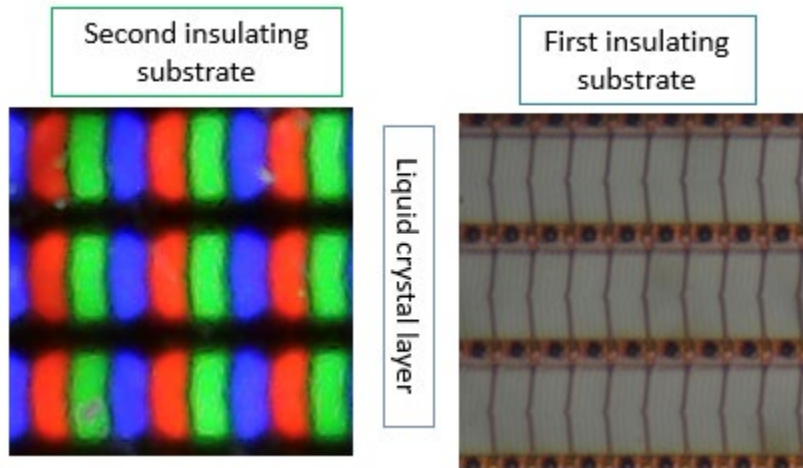 Second insulating
substrate
First insulating
substrate
Liquid crystal layer